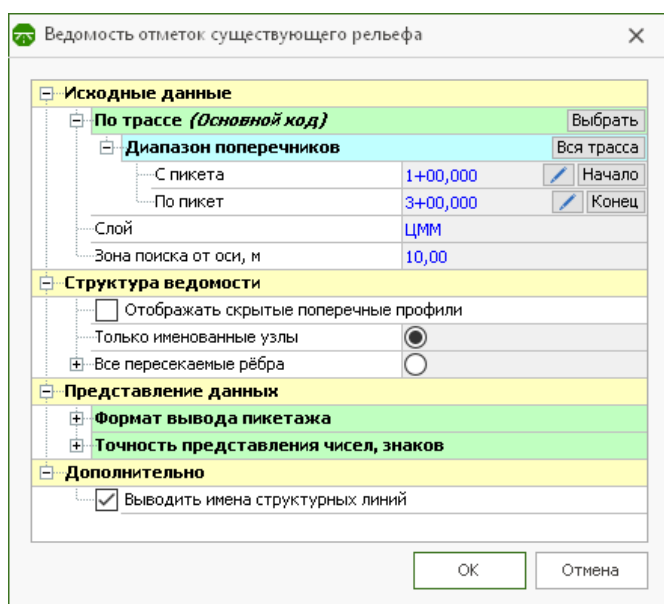 Ведомость отметок существующего рельефа
Исходные данные
По трассе (Основной ход) Выбрать
Диапазон поперечников Вся трасса
С пикета 1+00,000 Начало
По пикет 3+00,000 Конец
Слой ЦММ
Зона поиска от оси, м 10,00
Структура ведомости
Отображать скрытые поперечные профили
Только именованные узлы
Все пересекаемые рёбра
Представление данных
Формат вывода пикетажа
Точность представления чисел, знаков
Дополнительно
Выводить имена структурных линий
ОК Отмена